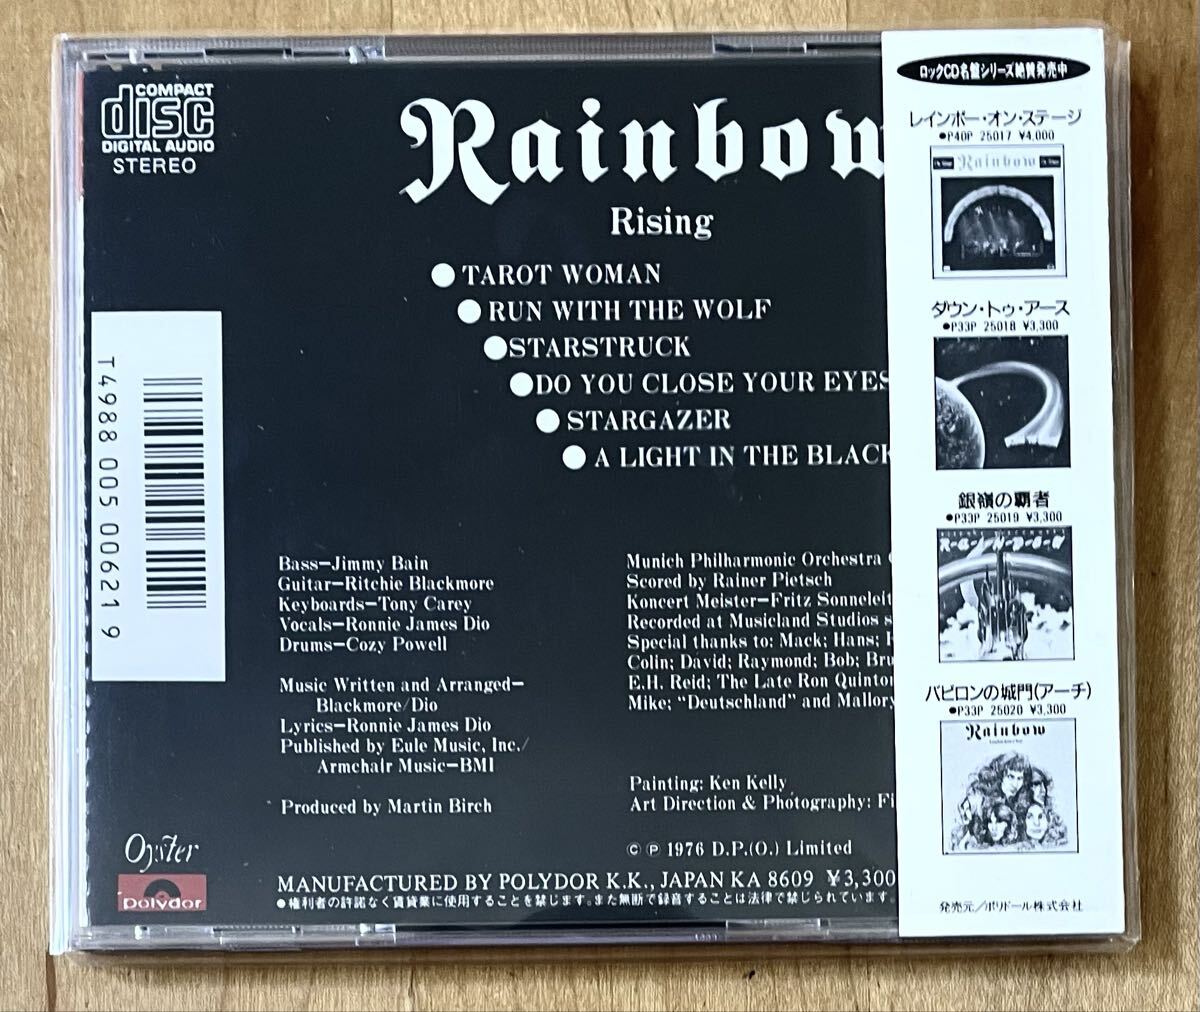 COMPACT
disc
DIGITAL AUDIO
STEREO
Rainbow
Rising
●TAROT WOMAN
●RUN WITH THE WOLF
●STARSTRUCK
●DO YOU CLOSE YOUR EYES
●STARGAZER
●A LIGHT IN THE BLACK
T4988 005 00621 9
Bass—Jimmy Bain
Guitar—Ritchie Blackmore
Keyboards—Tony Carey
Vocals—Ronnie James Dio
Drums—Cozy Powell
Music Written and Arranged—
Blackmore/Dio
Lyrics—Ronnie James Dio
Published by Eule Music, Inc./
Armchair Music—BMI
Produced by Martin Birch
Munich Philharmonic Orchestra
Scored by Rainer Pietsch
Koncert Meister—Fritz Sonneleit
Recorded at Musicland Studios s
Special thanks to: Mack; Hans;
Colin; David; Raymond; Bob; Bru
E.H. Reid; The Late Ron Quinton
Mike; "Deutschland" and Mallory
Painting: Ken Kelly
Art Direction & Photography: Fi
© ℗ 1976 D.P.(O.) Limited
Oyster
polydor
MANUFACTURED BY POLYDOR K.K., JAPAN KA 8609 ¥3,300
●権利者の許諾なく賃貸業に使用することを禁じます。また無断で録音することは法律で禁じられています。
ロックCD名盤シリーズ絶賛発売中
レインボー・オン・ステージ
●P40P 25017 ¥4,000
Rainbow
ダウン・トゥ・アース
●P33P 25018 ¥3,300
銀嶺の覇者
●P33P 25019 ¥3,300
R·A·I·N·B·O·W
バビロンの城門(アーチ)
●P33P 25020 ¥3,300
Rainbow
発売元/ポリドール株式会社